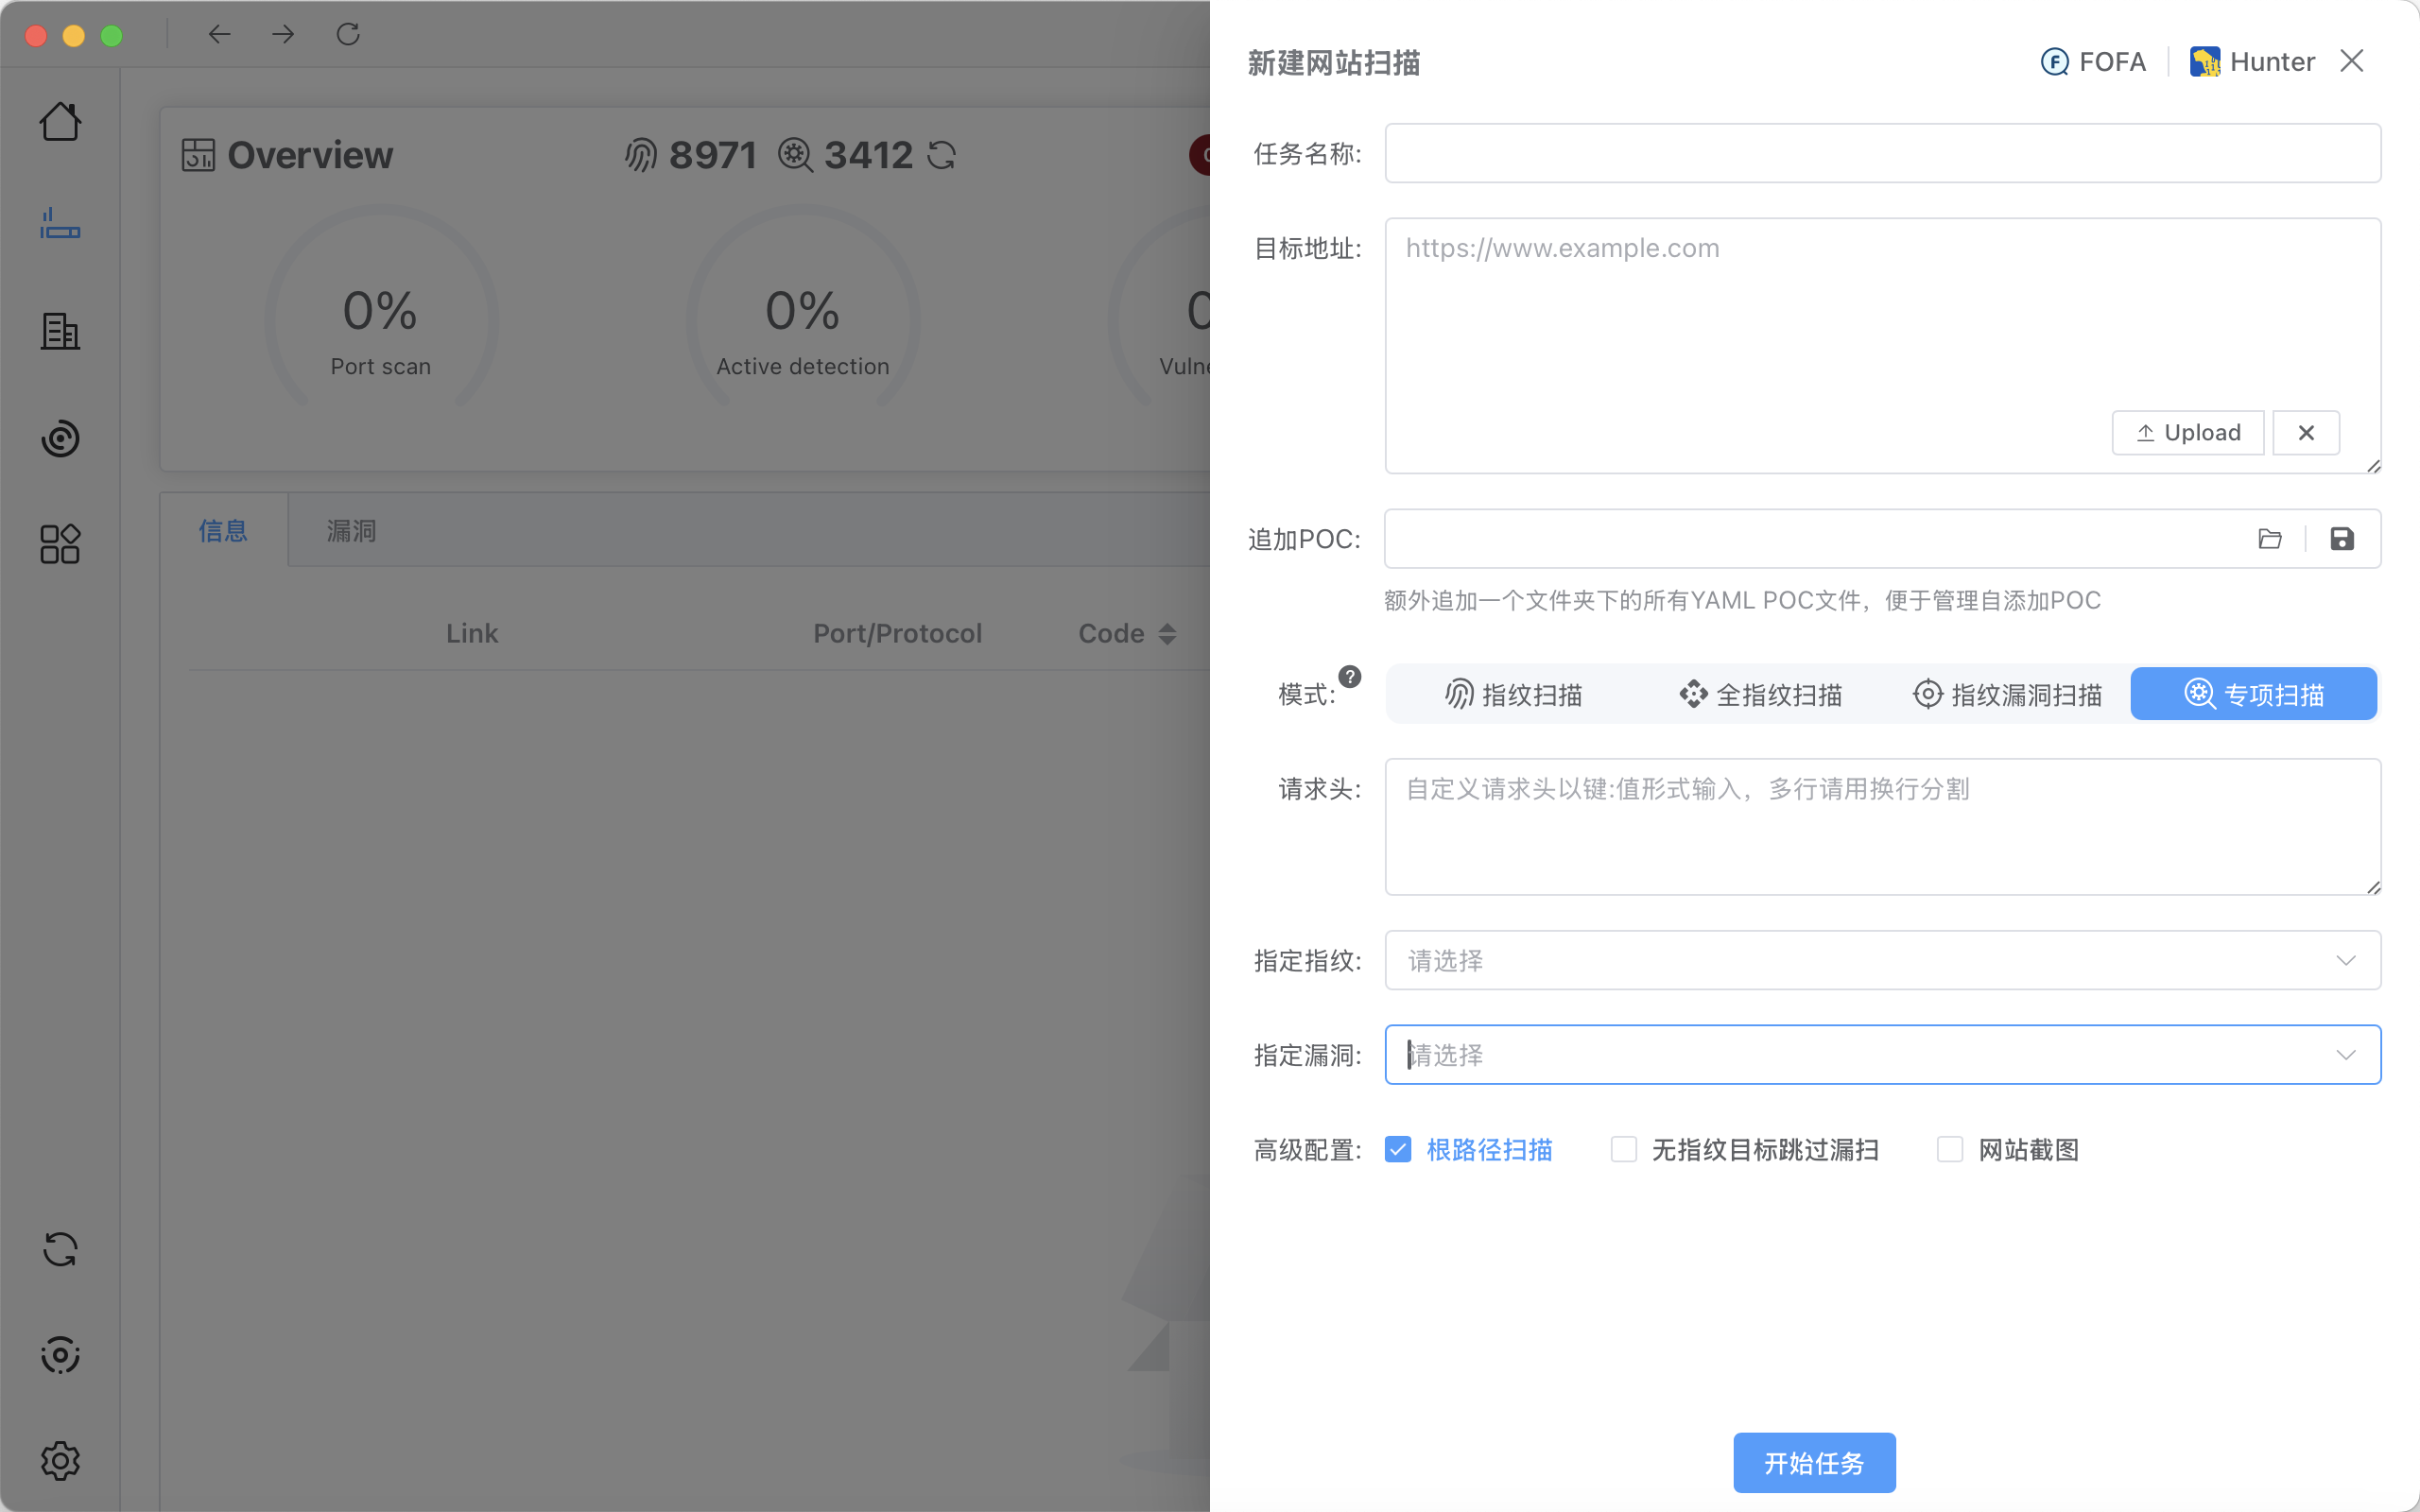 新建网站扫描
FOFA
Hunter
Overview
8971
3412
0%
Port scan
0%
Active detection
信息
漏洞
Link
Port/Protocol
Code
任务名称:
目标地址:
https://www.example.com
Upload
追加POC:
额外追加一个文件夹下的所有YAML POC文件，便于管理自添加POC
模式:
?
指纹扫描
全指纹扫描
指纹漏洞扫描
专项扫描
请求头:
自定义请求头以键:值形式输入，多行请用换行分割
指定指纹:
请选择
指定漏洞:
请选择
高级配置:
根路径扫描
无指纹目标跳过漏扫
网站截图
开始任务